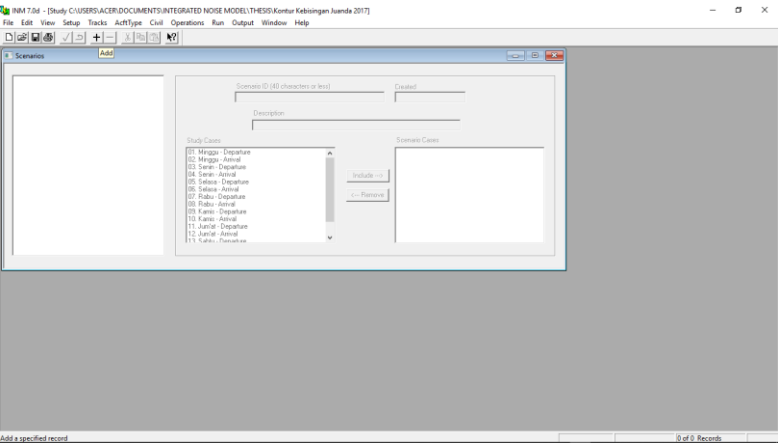 INM 7.0d - [Study C:\USERS\ACER\DOCUMENTS\INTEGRATED NOISE MODEL\THESIS\Kontur Kebisingan Juanda 2017]
File Edit View Setup Tracks AcftType Civil Operations Run Output Window Help
Add
Scenarios
Scenario ID (40 characters or less)
Created
Description
Study Cases
Scenario Cases
01. Minggu - Departure
02. Minggu - Arrival
03. Senin - Departure
04. Senin - Arrival
05. Selasa - Departure
06. Selasa - Arrival
07. Rabu - Departure
08. Rabu - Arrival
09. Kamis - Departure
10. Kamis - Arrival
11. Jum'at - Departure
12. Jum'at - Arrival
13. Sabtu - Departure
Include -->
<-- Remove
Add a specified record
0 of 0 Records